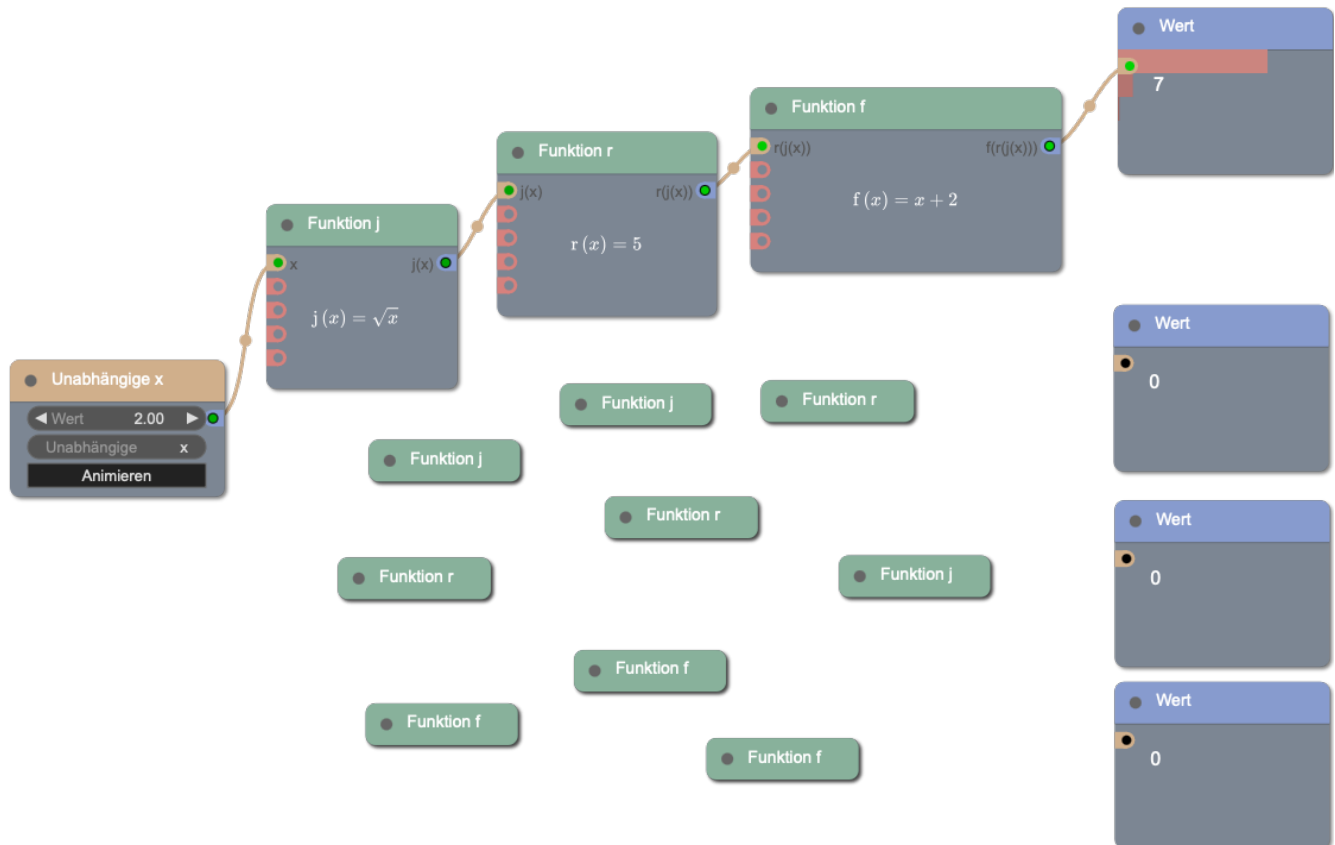 Wert
7
Funktion f
r(j(x)) f(r(j(x)))
f (x) = x + 2
Funktion r
j(x) r(j(x))
r (x) = 5
Funktion j
x j(x)
j (x) = √x
Wert
0
Unabhängige x
Wert 2.00
Unabhängige x
Animieren
Funktion j
Funktion r
Funktion j
Funktion r
Wert
0
Funktion r
Funktion j
Funktion f
Funktion f
Funktion f
Wert
0